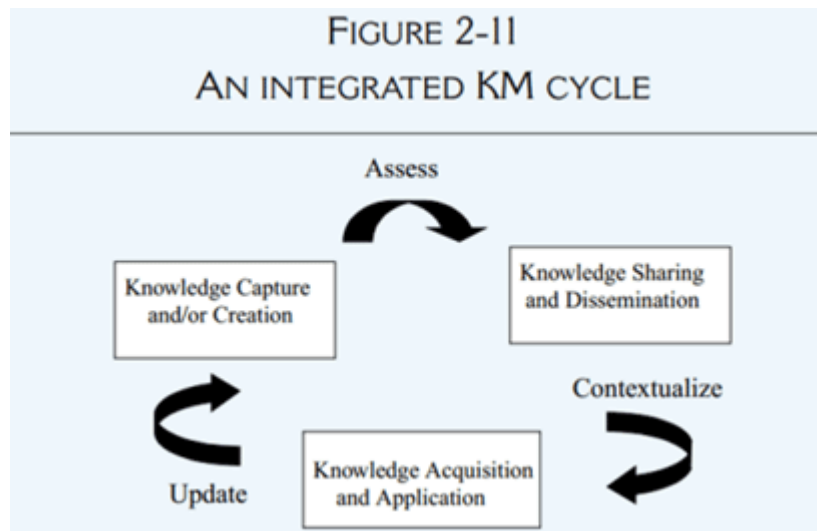 FIGURE 2-11
AN INTEGRATED KM CYCLE
Assess
Knowledge Capture
and/or Creation
Knowledge Sharing
and Dissemination
Contextualize
Knowledge Acquisition
and Application
Update